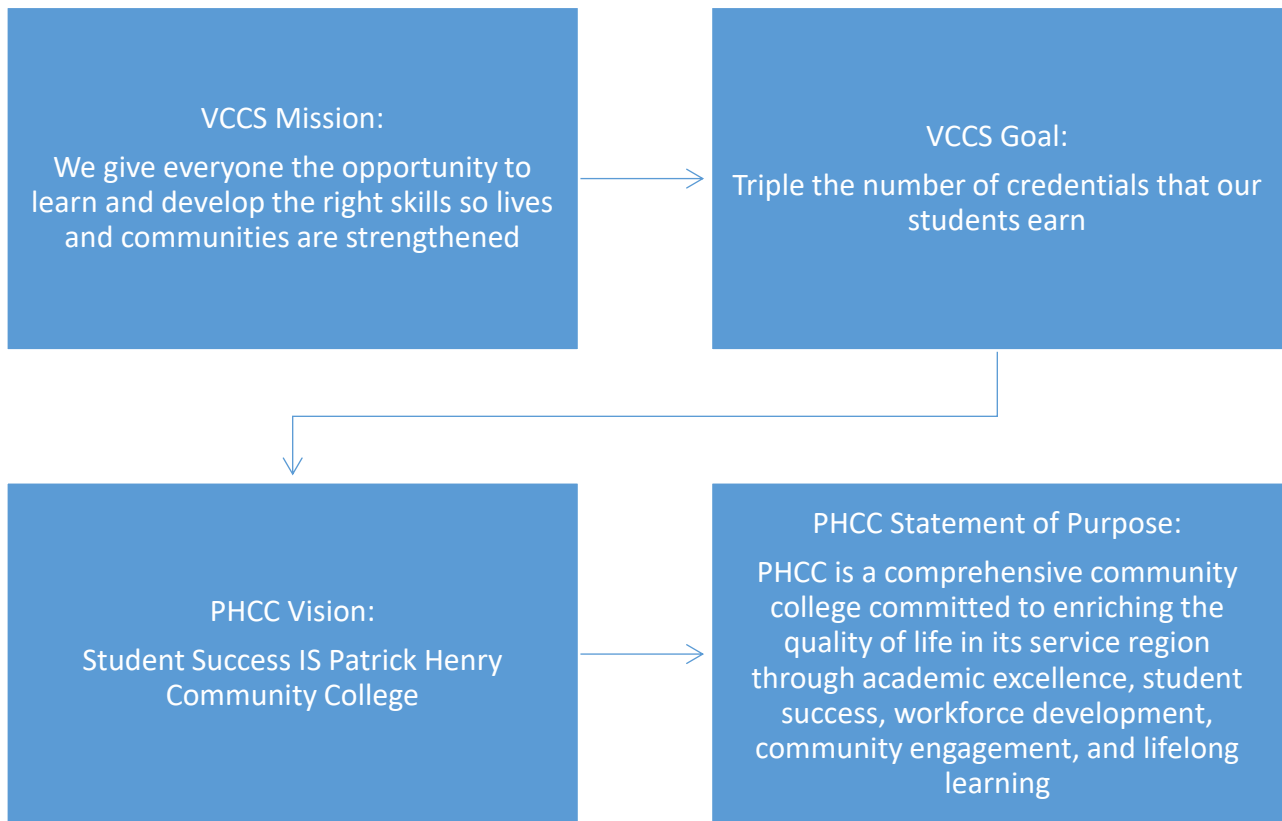 VCCS Mission:
We give everyone the opportunity to
learn and develop the right skills so lives
and communities are strengthened
VCCS Goal:
Triple the number of credentials that our
students earn
PHCC Vision:
Student Success IS Patrick Henry
Community College
PHCC Statement of Purpose:
PHCC is a comprehensive community
college committed to enriching the
quality of life in its service region
through academic excellence, student
success, workforce development,
community engagement, and lifelong
learning